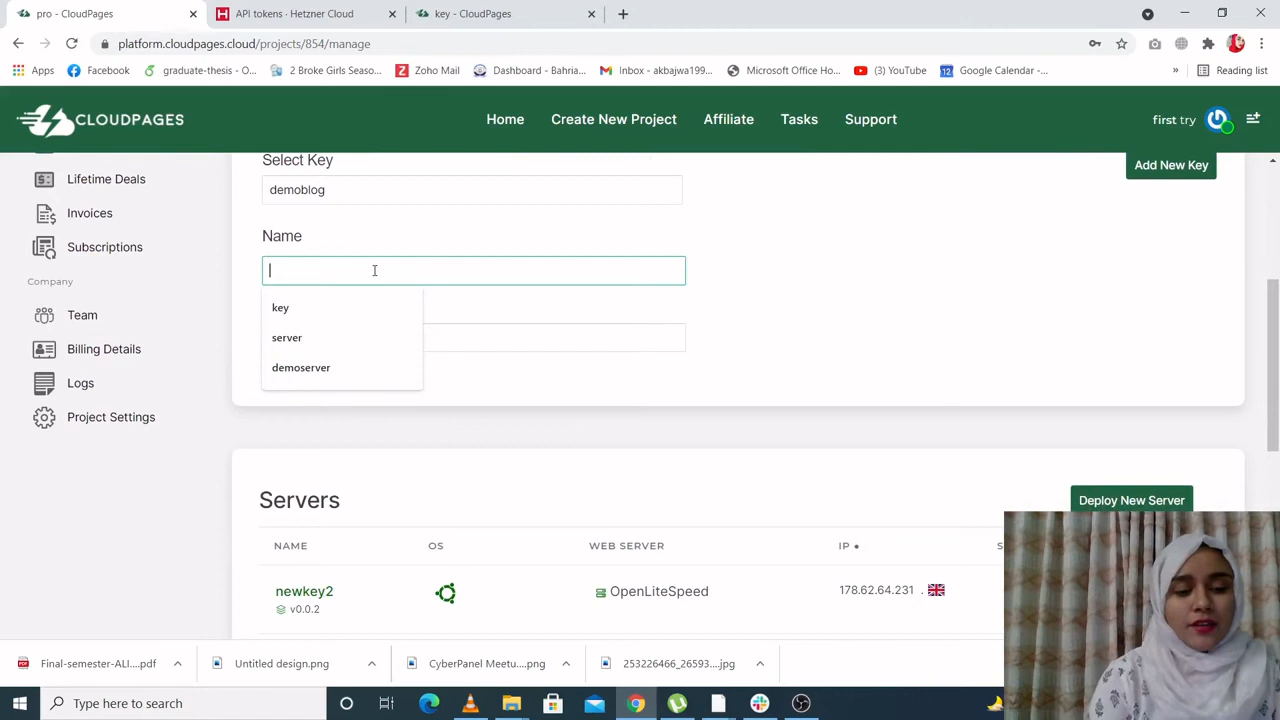 pro - CloudPages
API tokens · Hetzner Cloud
key - CloudPages
platform.cloudpages.cloud/projects/854/manage
Apps
Facebook
graduate-thesis - O...
2 Broke Girls Seaso...
Zoho Mail
Dashboard - Bahria...
Inbox - akbajwa199...
Microsoft Office Ho...
(3) YouTube
Google Calendar -...
»
Reading list
CLOUDPAGES
Home
Create New Project
Affiliate
Tasks
Support
first try
Select Key
Add New Key
demoblog
Name
key
server
demoserver
Lifetime Deals
Invoices
Subscriptions
Company
Team
Billing Details
Logs
Project Settings
Servers
Deploy New Server
NAME
OS
WEB SERVER
IP •
S
newkey2
v0.0.2
OpenLiteSpeed
178.62.64.231 .
Final-semester-ALI....pdf
Untitled design.png
CyberPanel Meetu....png
253226466_26593....jpg
Type here to search